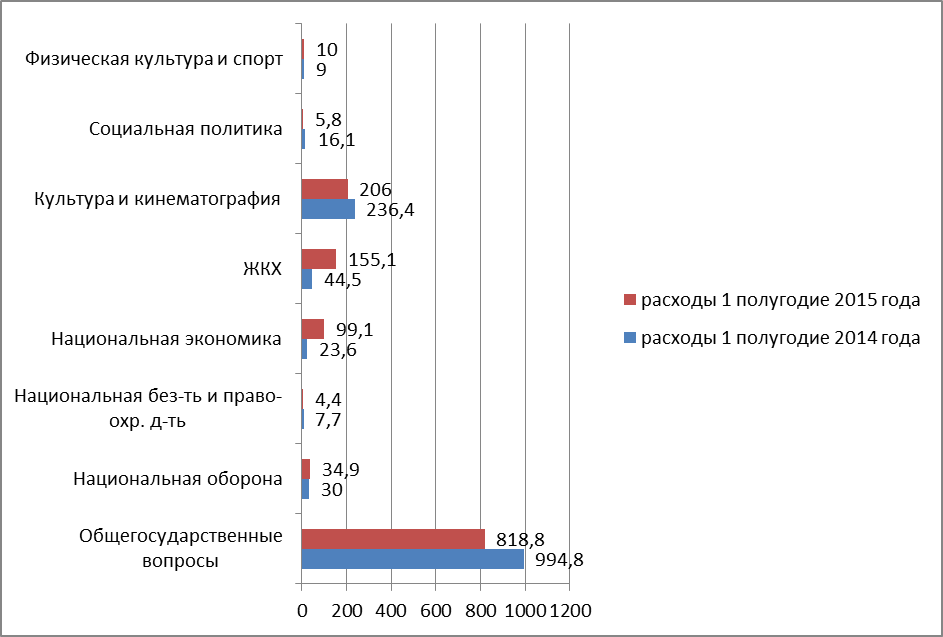 Физическая культура и спорт
10
9
Социальная политика
5,8
16,1
Культура и кинематография
206
236,4
ЖКХ
155,1
44,5
Национальная экономика
99,1
23,6
Национальная без-ть и право-
охр. д-ть
4,4
7,7
Национальная оборона
34,9
30
Общегосударственные
вопросы
818,8
994,8
0 200 400 600 800 1000 1200
расходы 1 полугодие 2015 года
расходы 1 полугодие 2014 года